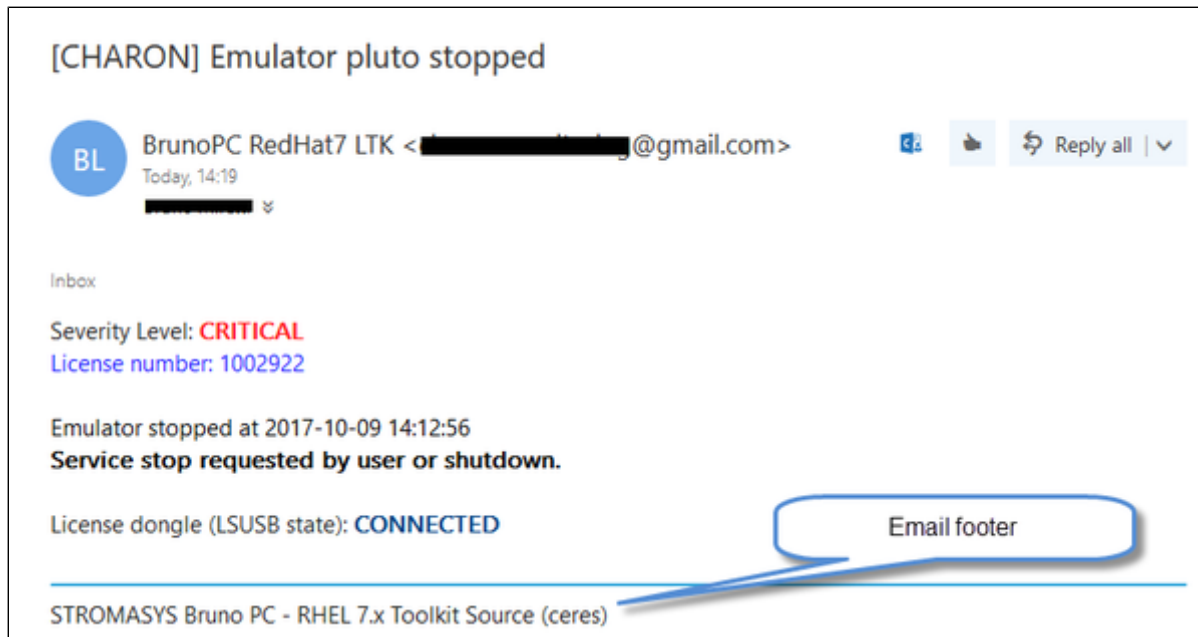 [CHARON] Emulator pluto stopped
BL
BrunoPC RedHat7 LTK < @gmail.com>
Reply all
Today, 14:19
Inbox
Severity Level: CRITICAL
License number: 1002922
Emulator stopped at 2017-10-09 14:12:56
Service stop requested by user or shutdown.
License dongle (LSUSB state): CONNECTED
Email footer
STROMASYS Bruno PC - RHEL 7.x Toolkit Source (ceres)